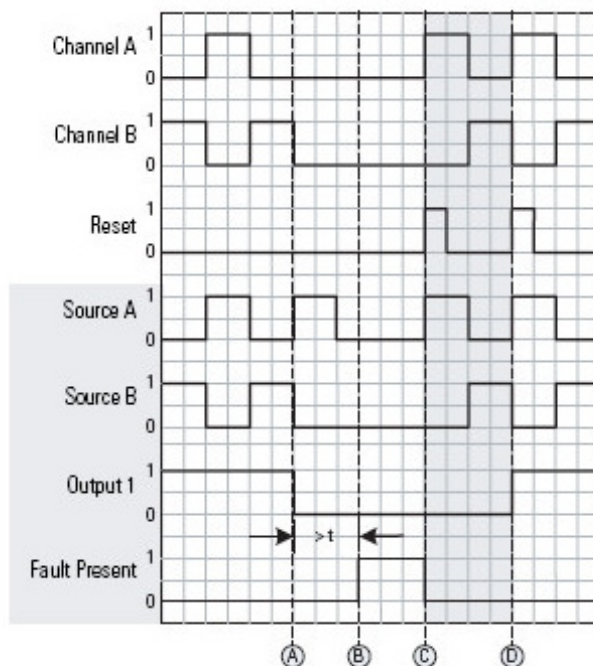 Channel A 1
0
Channel B 1
0
Reset 1
0
Source A 1
0
Source B 1
0
Output 1 1
0
>t
Fault Present 1
0
A B C D